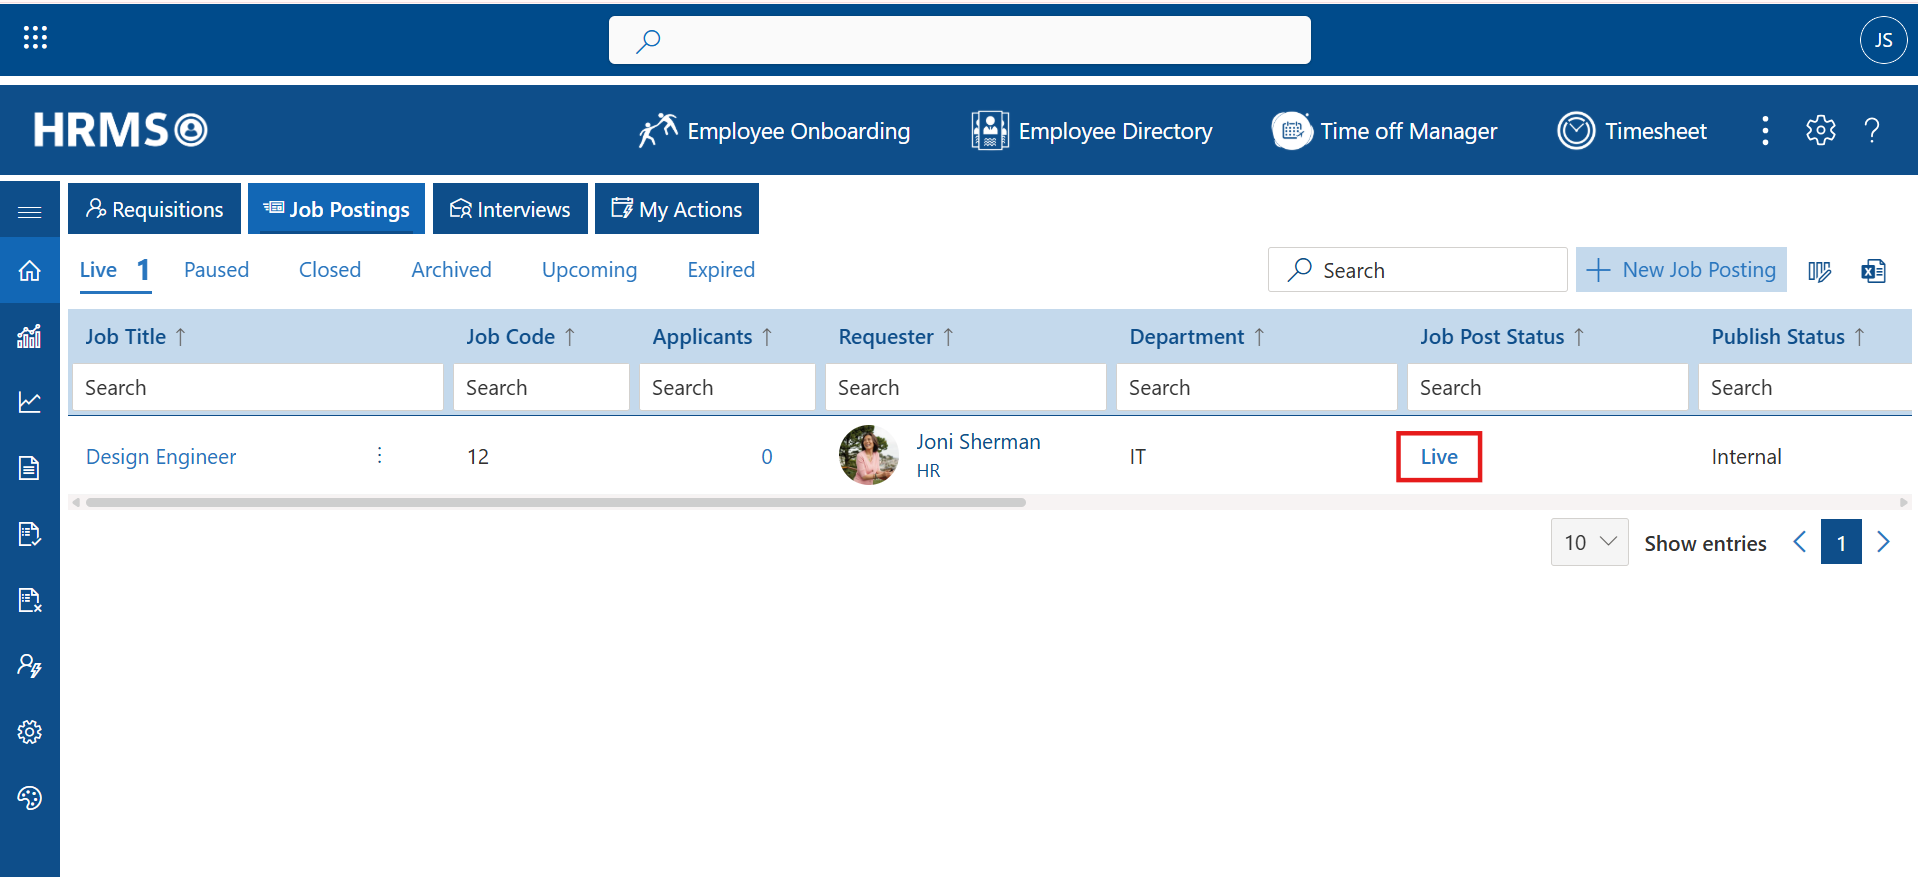 JS
HRMS
Employee Onboarding
Employee Directory
Time off Manager
Timesheet
Requisitions
Job Postings
Interviews
My Actions
Live 1
Paused
Closed
Archived
Upcoming
Expired
Search
New Job Posting
Job Title ↑
Job Code ↑
Applicants ↑
Requester ↑
Department ↑
Job Post Status ↑
Publish Status ↑
Search
Search
Search
Search
Search
Search
Search
Design Engineer
12
0
Joni Sherman
HR
IT
Live
Internal
10
Show entries
1